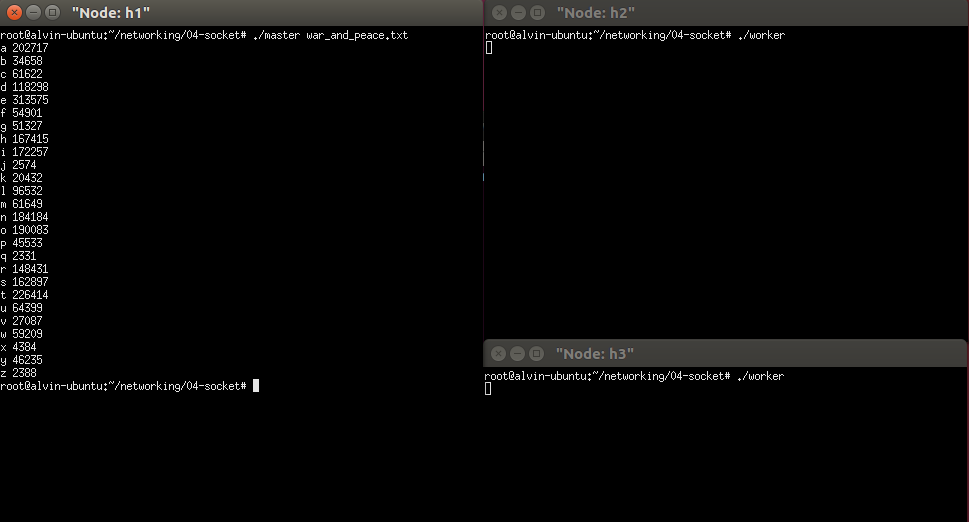 "Node: h1"
root@alvin-ubuntu:~/networking/04-socket# ./master war_and_peace.txt
a 202717
b 34658
c 61622
d 118298
e 313575
f 54901
g 51327
h 167415
i 172257
j 2574
k 20432
l 96532
m 61649
n 184184
o 190083
p 45533
q 2331
r 148431
s 162897
t 226414
u 64399
v 27087
w 59209
x 4384
y 46235
z 2388
root@alvin-ubuntu:~/networking/04-socket#
"Node: h2"
root@alvin-ubuntu:~/networking/04-socket# ./worker
"Node: h3"
root@alvin-ubuntu:~/networking/04-socket# ./worker